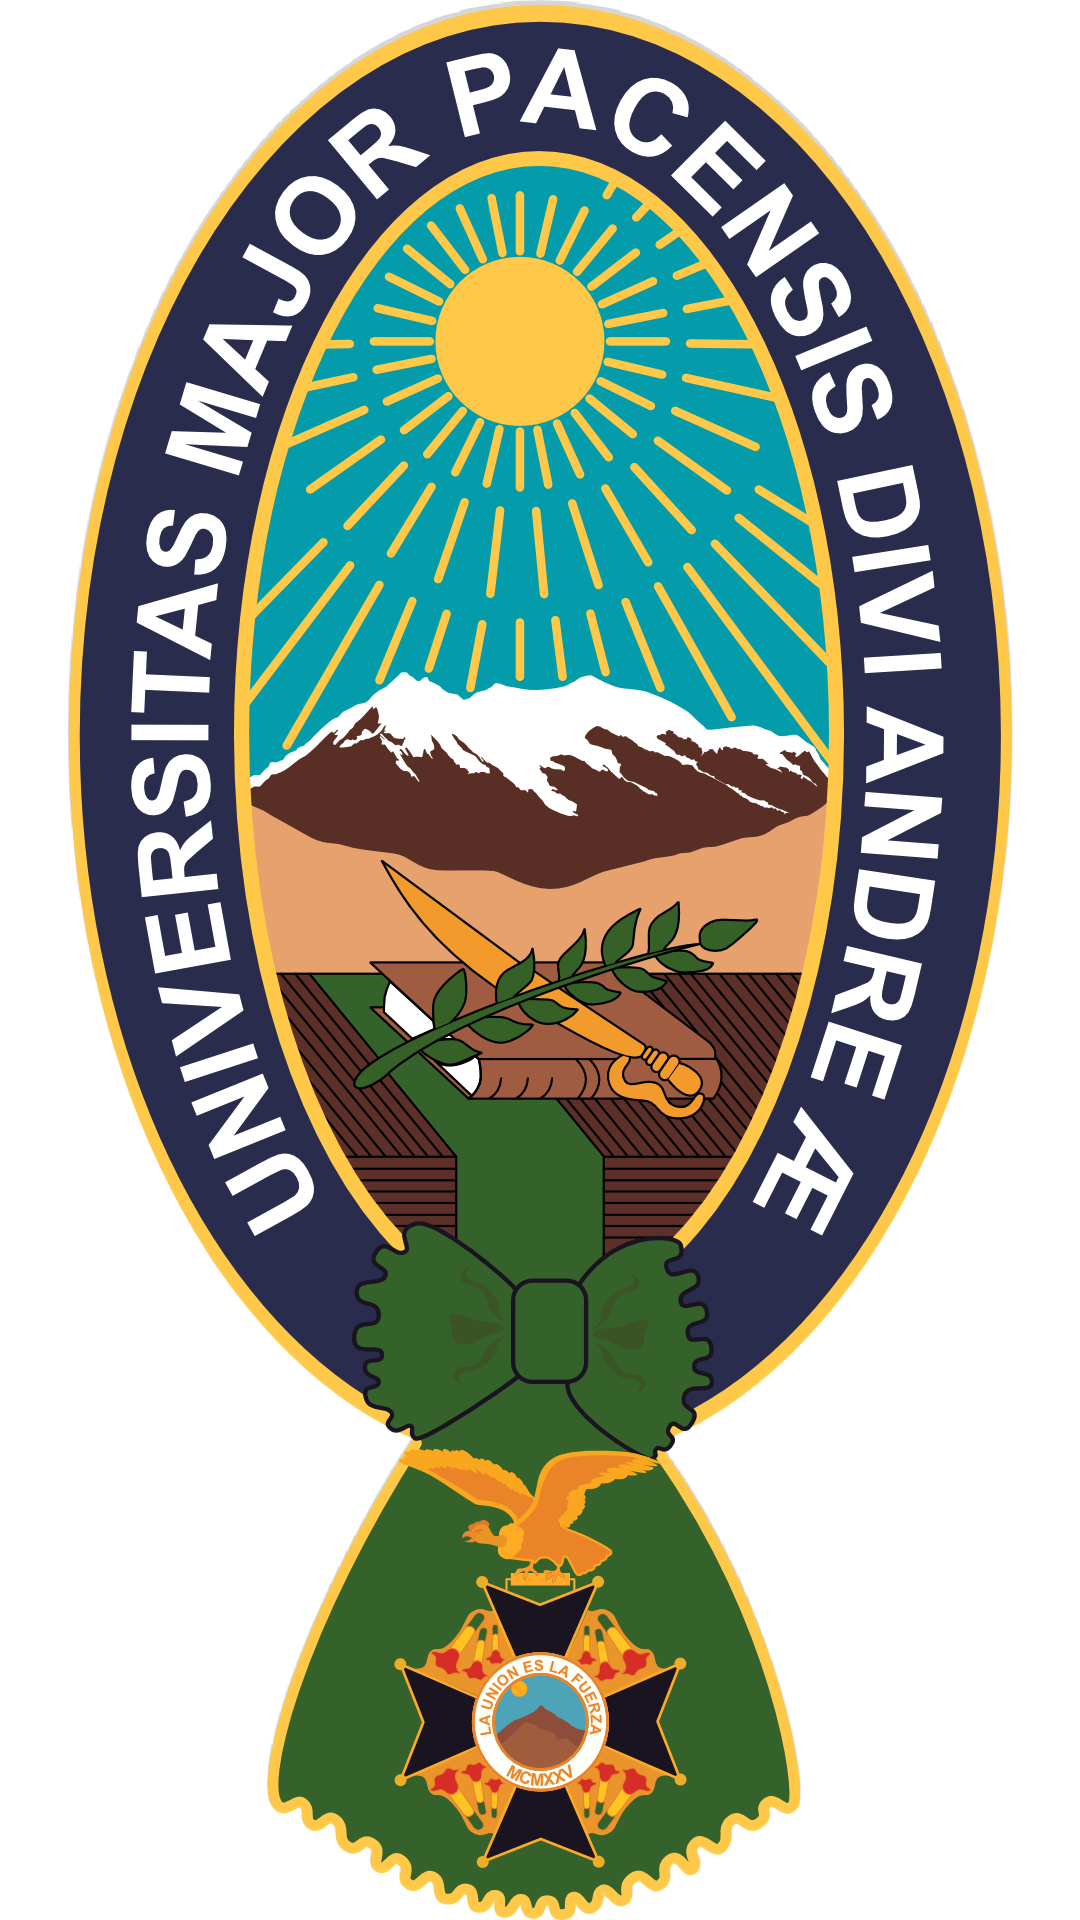 UNIVERSITAS MAJOR PACENSIS DIVI ANDRE Æ
LA UNION ES LA FUERZA
MCMXXV